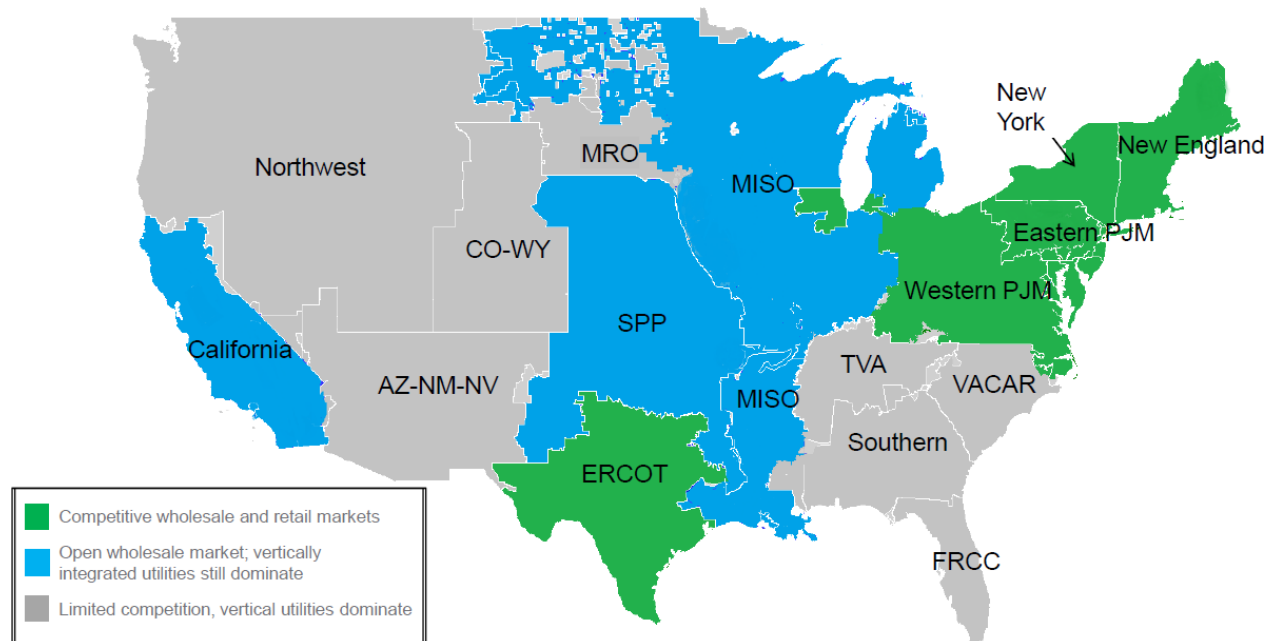 New
York
New England
Northwest
MRO
MISO
Eastern PJM
CO-WY
Western PJM
SPP
California
TVA
AZ-NM-NV
MISO
VACAR
Southern
ERCOT
FRCC
Competitive wholesale and retail markets
Open wholesale market; vertically
integrated utilities still dominate
Limited competition, vertical utilities dominate